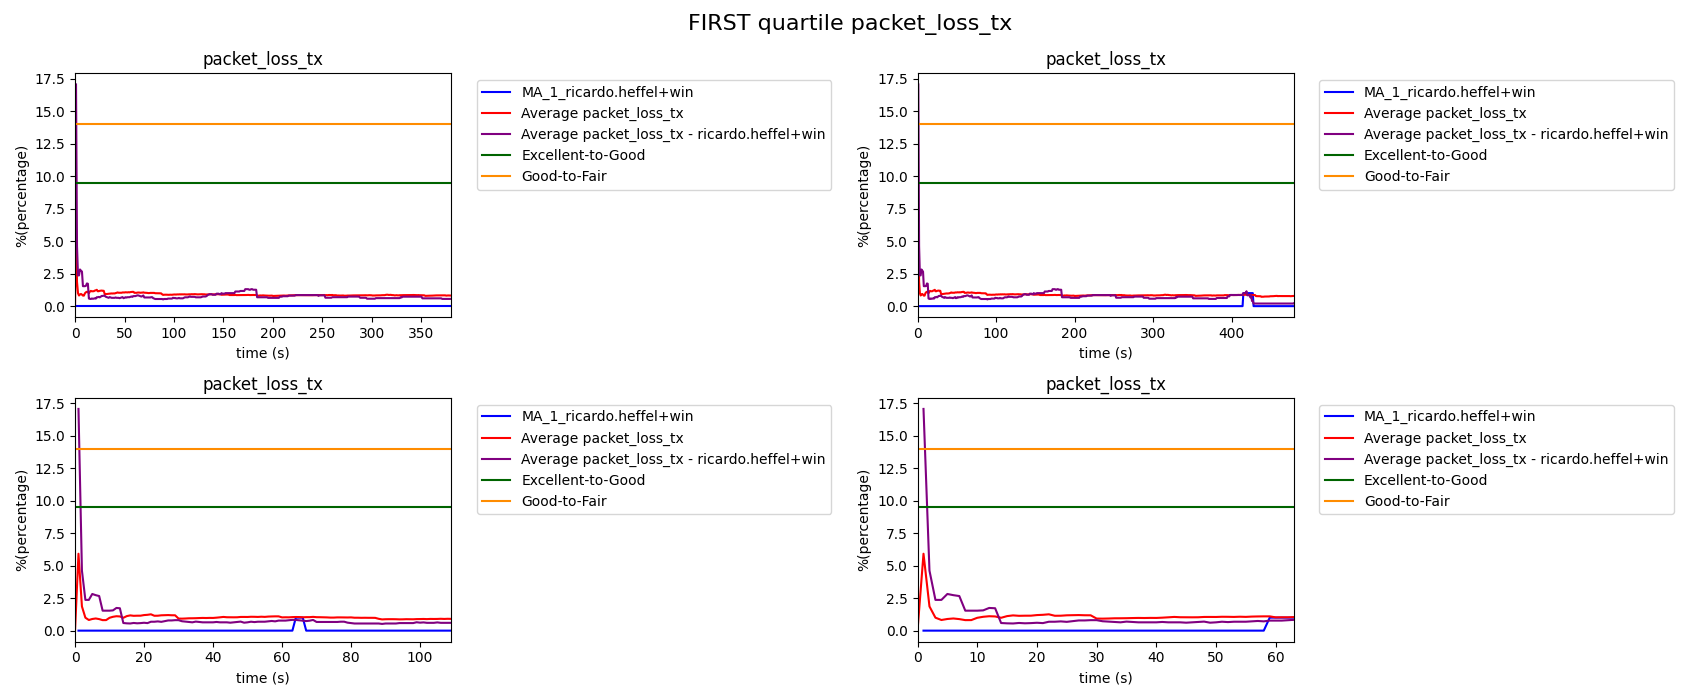 FIRST quartile packet_loss_tx
packet_loss_tx
17.5
15.0
12.5
10.0
7.5
5.0
2.5
0.0
%(percentage)
0 50 100 150 200 250 300 350
time (s)
MA_1_ricardo.heffel+win
Average packet_loss_tx
Average packet_loss_tx - ricardo.heffel+win
Excellent-to-Good
Good-to-Fair
packet_loss_tx
17.5
15.0
12.5
10.0
7.5
5.0
2.5
0.0
%(percentage)
0 100 200 300 400
time (s)
MA_1_ricardo.heffel+win
Average packet_loss_tx
Average packet_loss_tx - ricardo.heffel+win
Excellent-to-Good
Good-to-Fair
packet_loss_tx
17.5
15.0
12.5
10.0
7.5
5.0
2.5
0.0
%(percentage)
0 20 40 60 80 100
time (s)
MA_1_ricardo.heffel+win
Average packet_loss_tx
Average packet_loss_tx - ricardo.heffel+win
Excellent-to-Good
Good-to-Fair
packet_loss_tx
17.5
15.0
12.5
10.0
7.5
5.0
2.5
0.0
%(percentage)
0 10 20 30 40 50 60
time (s)
MA_1_ricardo.heffel+win
Average packet_loss_tx
Average packet_loss_tx - ricardo.heffel+win
Excellent-to-Good
Good-to-Fair